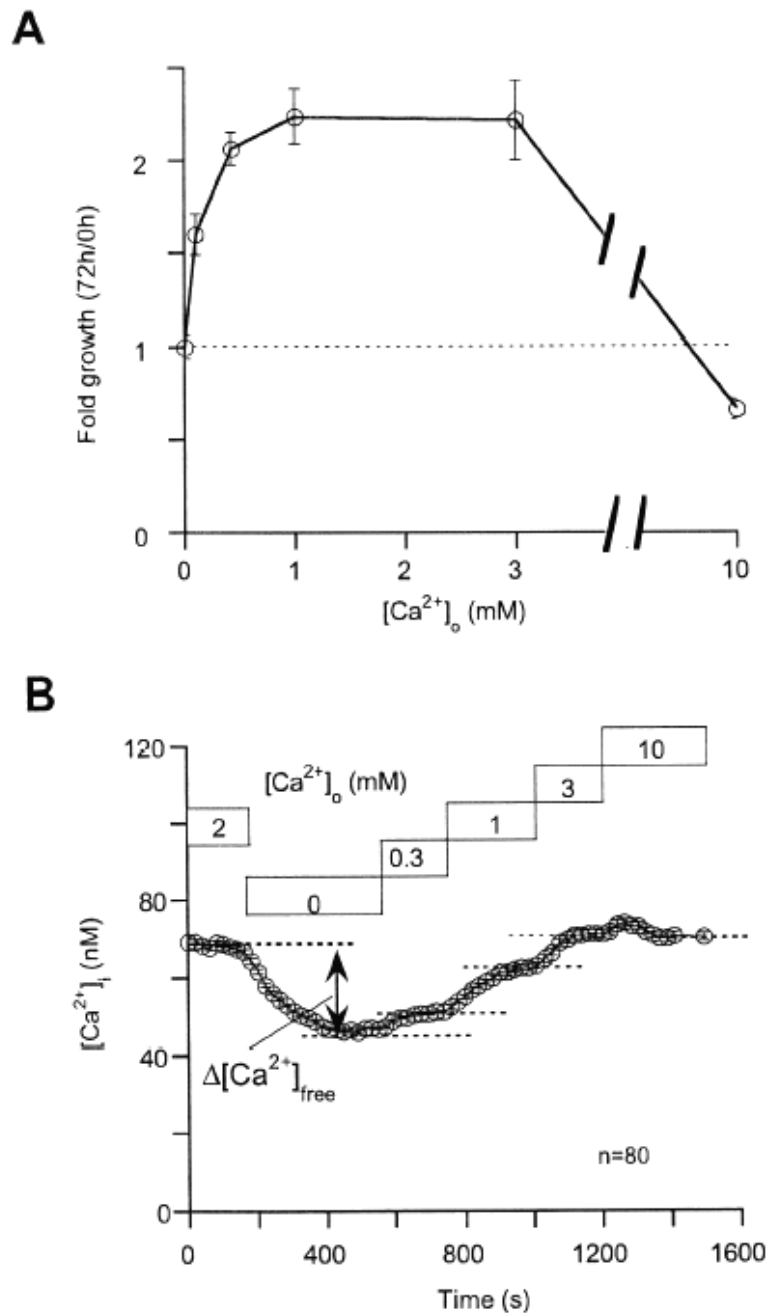 A
2
1
0
Fold growth (72h/0h)
0 1 2 3 10
[Ca²⁺]ₒ (mM)
B
120
80
40
0
[Ca²⁺]ᵢ (nM)
[Ca²⁺]ₒ (mM)
2
0
0.3
1
3
10
Δ[Ca²⁺]free
n=80
0 400 800 1200 1600
Time (s)